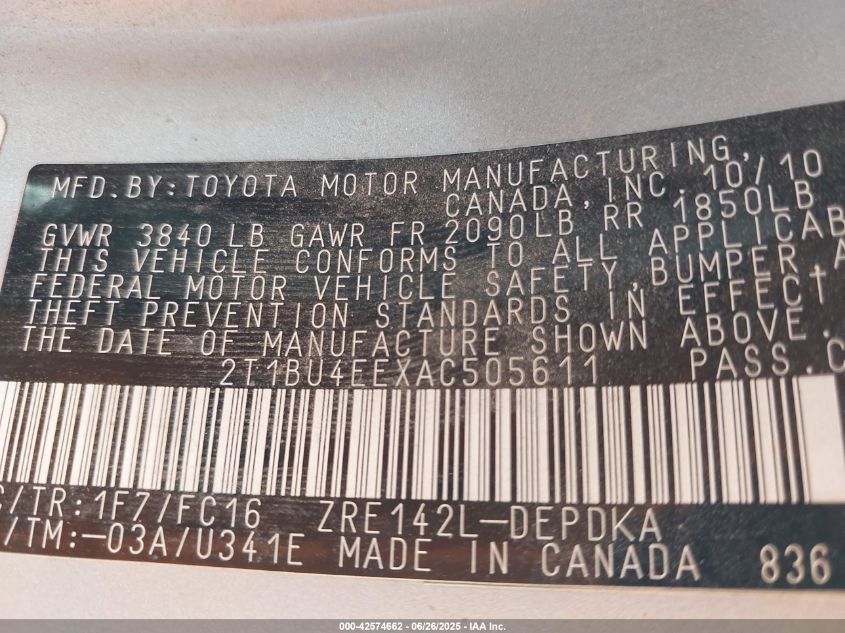 MFD.BY:TOYOTA MOTOR MANUFACTURING,
CANADA, INC. 10/10
GVWR 3840 LB GAWR FR 2090LB RR 1850LB
THIS VEHICLE CONFORMS TO ALL APPLICAB
FEDERAL MOTOR VEHICLE SAFETY, BUMPER A
THEFT PREVENTION STANDARDS IN EFFECT
THE DATE OF MANUFACTURE SHOWN ABOVE.
2T1BU4EEXAC505611 PASS.C
C/TR:1F7/FC16 ZRE142L-DEPDKA
/TM:-03A/U341E MADE IN CANADA 836
000-42574662 - 06/26/2025 - IAA Inc.